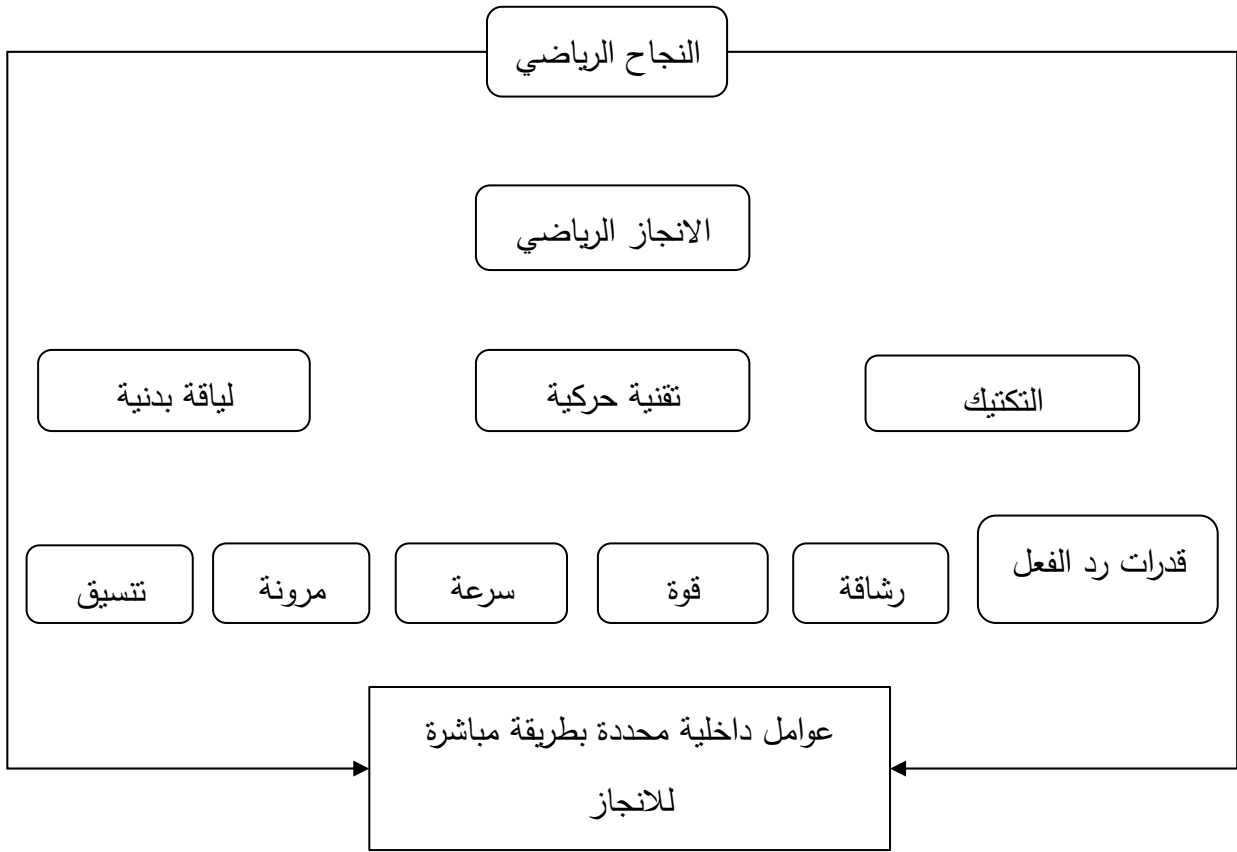 النجاح الرياضي
الانجاز الرياضي
التكتيك
تقنية حركية
لياقة بدنية
قدرات رد الفعل
رشاقة
قوة
سرعة
مرونة
تنسيق
عوامل داخلية محددة بطريقة مباشرة
للانجاز